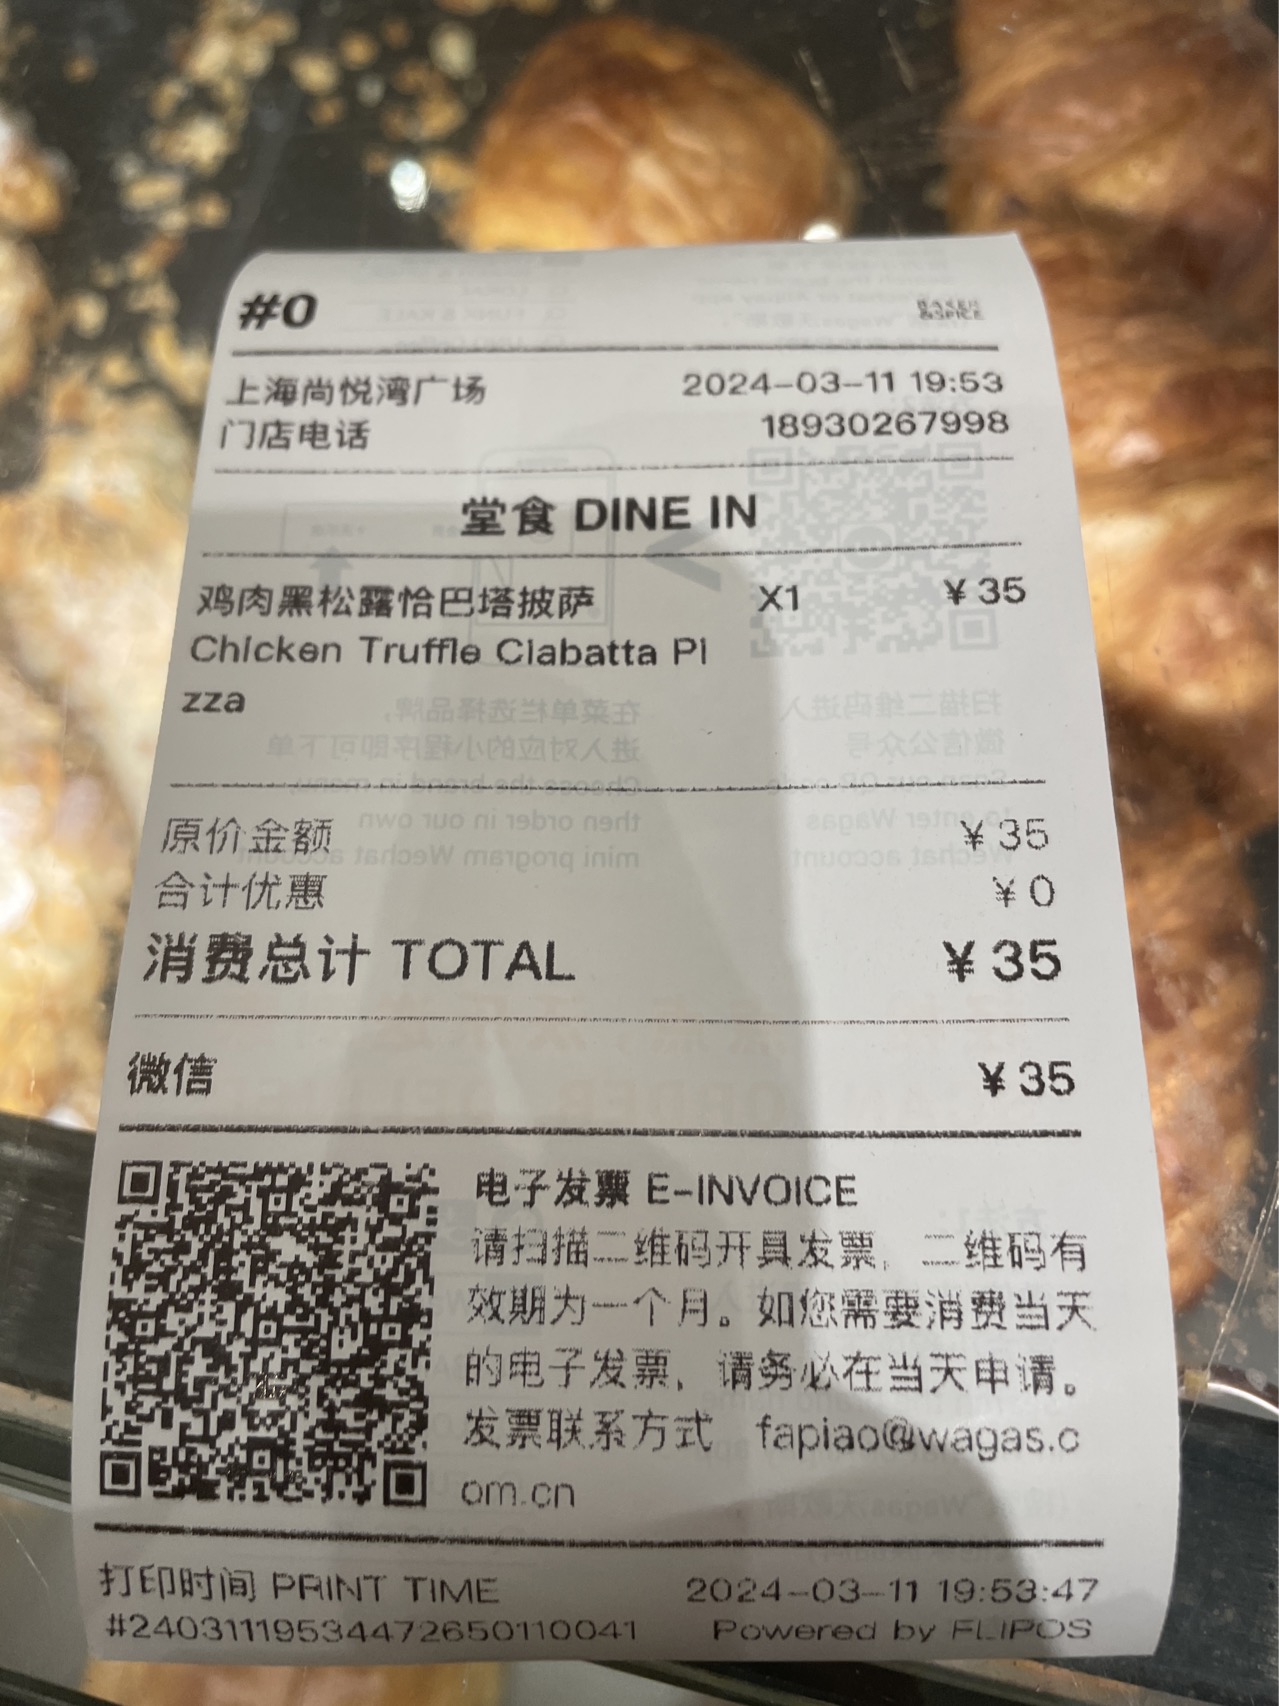 #0
BAKER
&SPICE
上海尚悦湾广场 2024-03-11 19:53
门店电话 18930267998
堂食 DINE IN
鸡肉黑松露恰巴塔披萨 X1 ¥35
Chicken Truffle Ciabatta Pi
zza
原价金额 ¥35
合计优惠 ¥0
消费总计 TOTAL ¥35
微信 ¥35
电子发票 E-INVOICE
请扫描二维码开具发票,二维码有
效期为一个月。如您需要消费当天
的电子发票,请务必在当天申请。
发票联系方式 fapiao@wagas.c
om.cn
打印时间 PRINT TIME 2024-03-11 19:53:47
#24031119534472650110041 Powered by FLIPOS